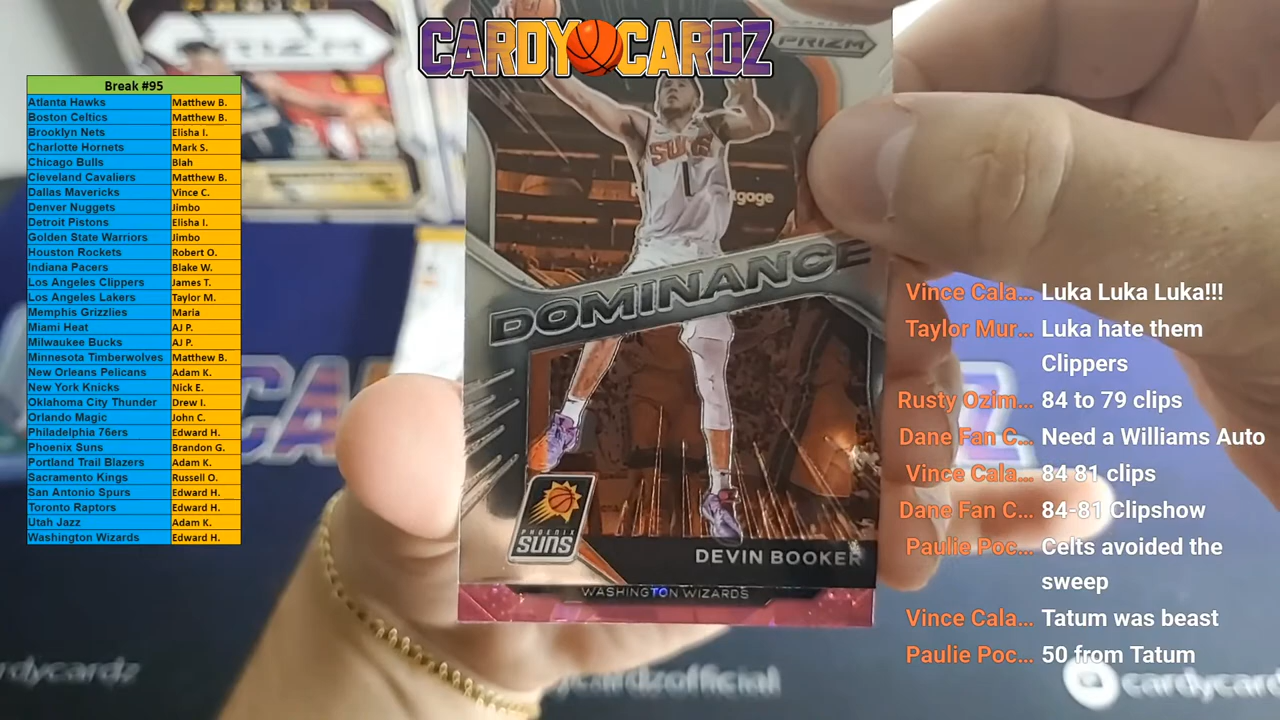 CARDY CARDZ
PRIZM
Break #95
Atlanta Hawks Matthew B.
Boston Celtics Matthew B.
Brooklyn Nets Elisha I.
Charlotte Hornets Mark S.
Chicago Bulls Blah
Cleveland Cavaliers Matthew B.
Dallas Mavericks Vince C.
Denver Nuggets Jimbo
Detroit Pistons Elisha I.
Golden State Warriors Jimbo
Houston Rockets Robert O.
Indiana Pacers Blake W.
Los Angeles Clippers James T.
Los Angeles Lakers Taylor M.
Memphis Grizzlies Maria
Miami Heat AJ P.
Milwaukee Bucks AJ P.
Minnesota Timberwolves Matthew B.
New Orleans Pelicans Adam K.
New York Knicks Nick E.
Oklahoma City Thunder Drew I.
Orlando Magic John C.
Philadelphia 76ers Edward H.
Phoenix Suns Brandon G.
Portland Trail Blazers Adam K.
Sacramento Kings Russell O.
San Antonio Spurs Edward H.
Toronto Raptors Edward H.
Utah Jazz Adam K.
Washington Wizards Edward H.
PRIZM
SUNS
1
gage
DOMINANCE
PHOENIX
SUNS
DEVIN BOOKER
WASHINGTON WIZARDS
Vince Cala... Luka Luka Luka!!!
Taylor Mur... Luka hate them
Clippers
Rusty Ozim... 84 to 79 clips
Dane Fan C... Need a Williams Auto
Vince Cala... 84 81 clips
Dane Fan C... 84-81 Clipshow
Paulie Poc... Celts avoided the
sweep
Vince Cala... Tatum was beast
Paulie Poc... 50 from Tatum
rdycardz
cardzofficial
cardycardz